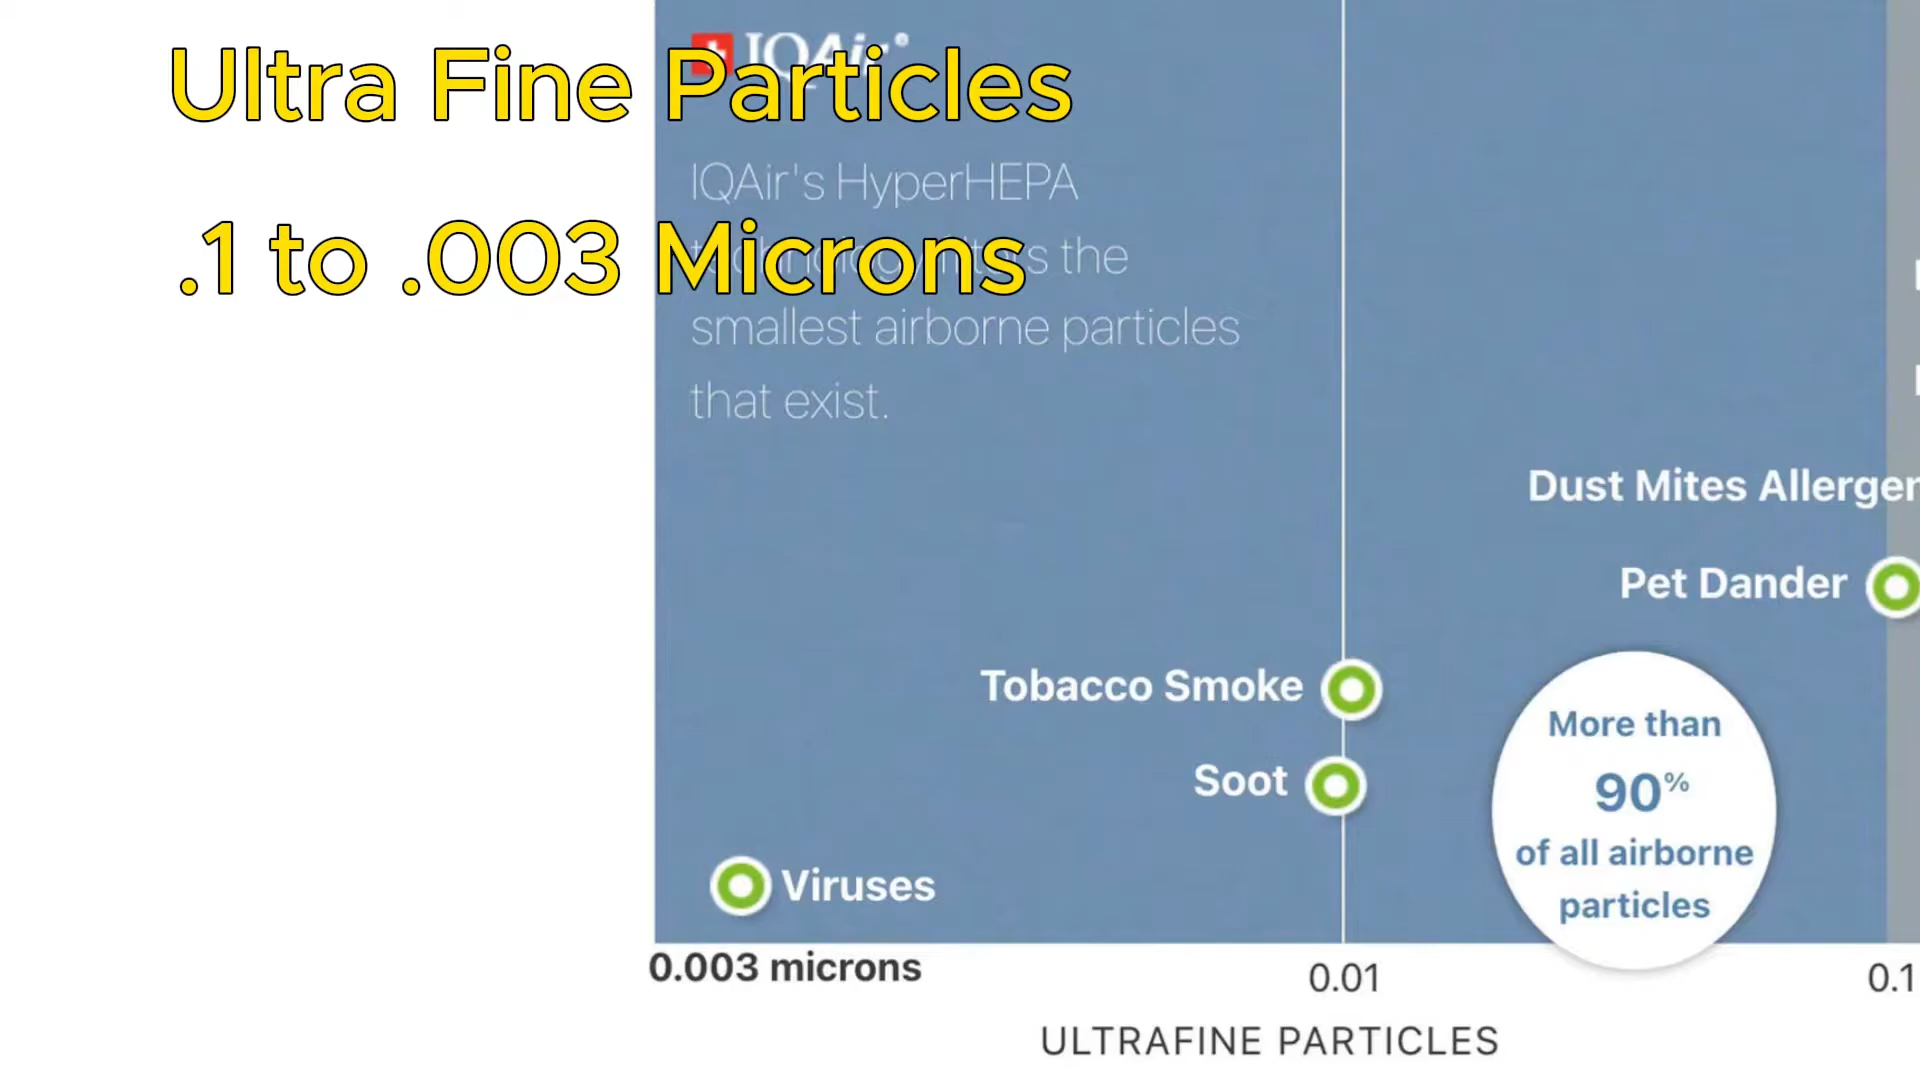 Ultra Fine Particles
IQAir®
IQAir's HyperHEPA
.1 to .003 Microns
the
smallest airborne particles
that exist.
Dust Mites Allergen
Pet Dander
Tobacco Smoke
Soot
Viruses
More than
90%
of all airborne
particles
0.003 microns
0.01
0.1
ULTRAFINE PARTICLES